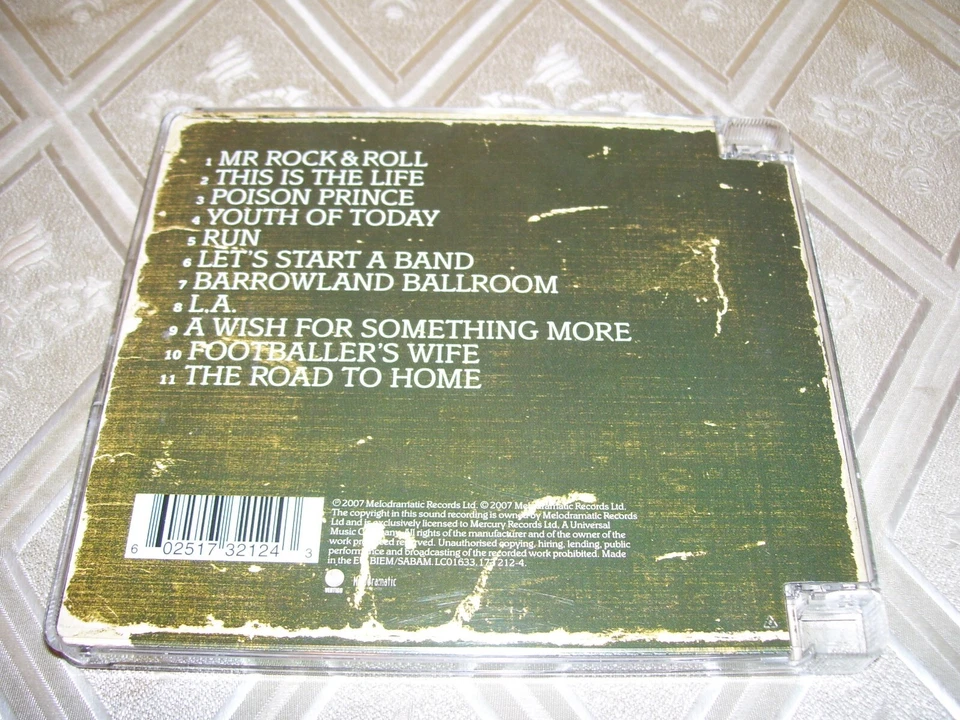 1 MR ROCK & ROLL
2 THIS IS THE LIFE
3 POISON PRINCE
4 YOUTH OF TODAY
5 RUN
6 LET'S START A BAND
7 BARROWLAND BALLROOM
8 L.A.
9 A WISH FOR SOMETHING MORE
10 FOOTBALLER'S WIFE
11 THE ROAD TO HOME
℗ 2007 Melodramatic Records Ltd. © 2007 Melodramatic Records Ltd.
The copyright in this sound recording is owned by Melodramatic Records
Ltd and is exclusively licensed to Mercury Records Ltd. A Universal
Music Company. All rights of the manufacturer and of the owner of the
work reserved. Unauthorised copying, hiring, lending, public
performance and broadcasting of the recorded work prohibited. Made
in the EU. BIEM/SABAM. LC01633.
6 02517 32124 3